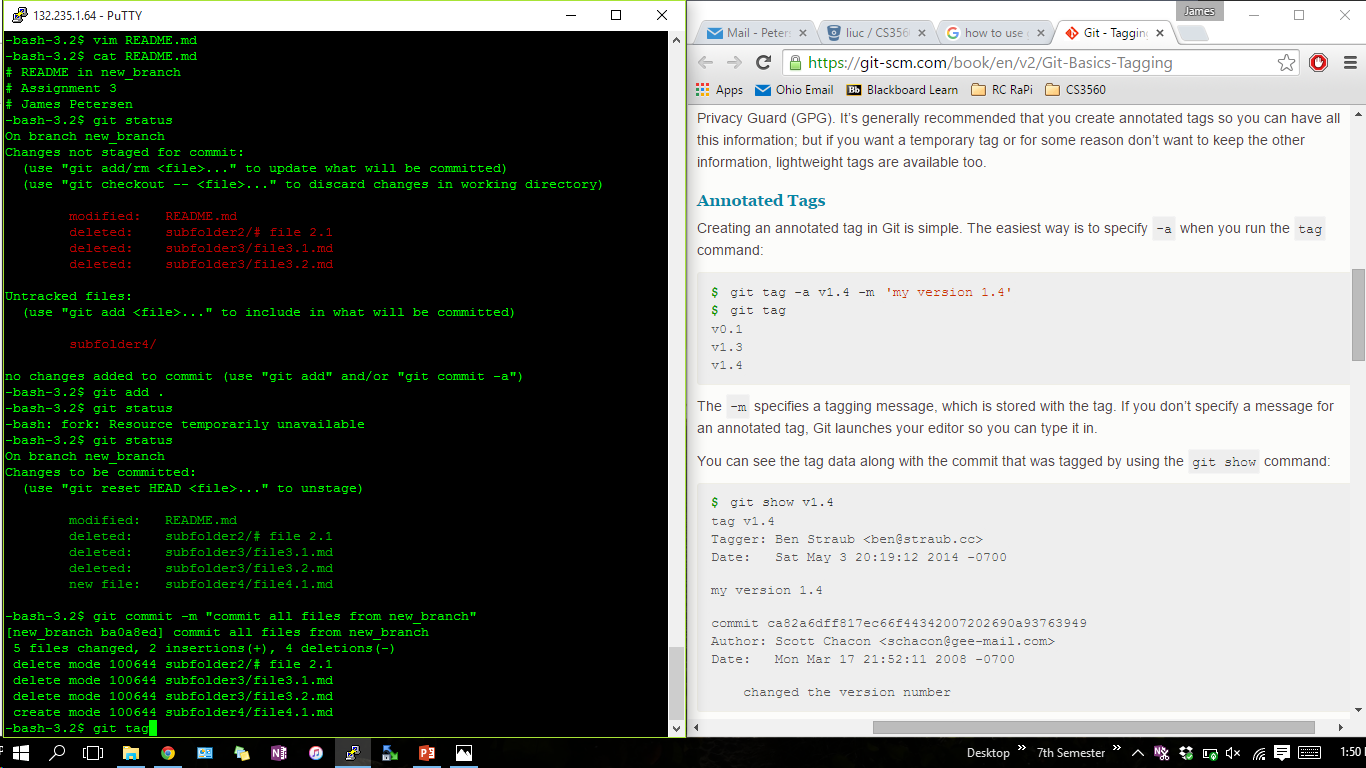 132.235.1.64 - PuTTY
-bash-3.2$ vim README.md
-bash-3.2$ cat README.md
# README in new_branch
# Assignment 3
# James Petersen
-bash-3.2$ git status
On branch new_branch
Changes not staged for commit:
  (use "git add/rm <file>..." to update what will be committed)
  (use "git checkout -- <file>..." to discard changes in working directory)
modified:   README.md
deleted:    subfolder2/# file 2.1
deleted:    subfolder3/file3.1.md
deleted:    subfolder3/file3.2.md
Untracked files:
  (use "git add <file>..." to include in what will be committed)
subfolder4/
no changes added to commit (use "git add" and/or "git commit -a")
-bash-3.2$ git add .
-bash-3.2$ git status
-bash: fork: Resource temporarily unavailable
-bash-3.2$ git status
On branch new_branch
Changes to be committed:
  (use "git reset HEAD <file>..." to unstage)
modified:   README.md
deleted:    subfolder2/# file 2.1
deleted:    subfolder3/file3.1.md
deleted:    subfolder3/file3.2.md
new file:   subfolder4/file4.1.md
-bash-3.2$ git commit -m "commit all files from new_branch"
[new_branch ba0a8ed] commit all files from new_branch
 5 files changed, 2 insertions(+), 4 deletions(-)
 delete mode 100644 subfolder2/# file 2.1
 delete mode 100644 subfolder3/file3.1.md
 delete mode 100644 subfolder3/file3.2.md
 create mode 100644 subfolder4/file4.1.md
-bash-3.2$ git tag
James
Mail - Peters
liuc / CS3560
how to use
Git - Tagging
https://git-scm.com/book/en/v2/Git-Basics-Tagging
Apps Ohio Email Bb Blackboard Learn RC RaPi CS3560
Privacy Guard (GPG). It’s generally recommended that you create annotated tags so you can have all
this information; but if you want a temporary tag or for some reason don’t want to keep the other
information, lightweight tags are available too.
Annotated Tags
Creating an annotated tag in Git is simple. The easiest way is to specify -a when you run the tag
command:
$ git tag -a v1.4 -m 'my version 1.4'
$ git tag
v0.1
v1.3
v1.4
The -m specifies a tagging message, which is stored with the tag. If you don’t specify a message for
an annotated tag, Git launches your editor so you can type it in.
You can see the tag data along with the commit that was tagged by using the git show command:
$ git show v1.4
tag v1.4
Tagger: Ben Straub <ben@straub.cc>
Date:   Sat May 3 20:19:12 2014 -0700
my version 1.4
commit ca82a6dff817ec66f44342007202690a93763949
Author: Scott Chacon <schacon@gee-mail.com>
Date:   Mon Mar 17 21:52:11 2008 -0700
changed the version number
Desktop » 7th Semester » 1:50